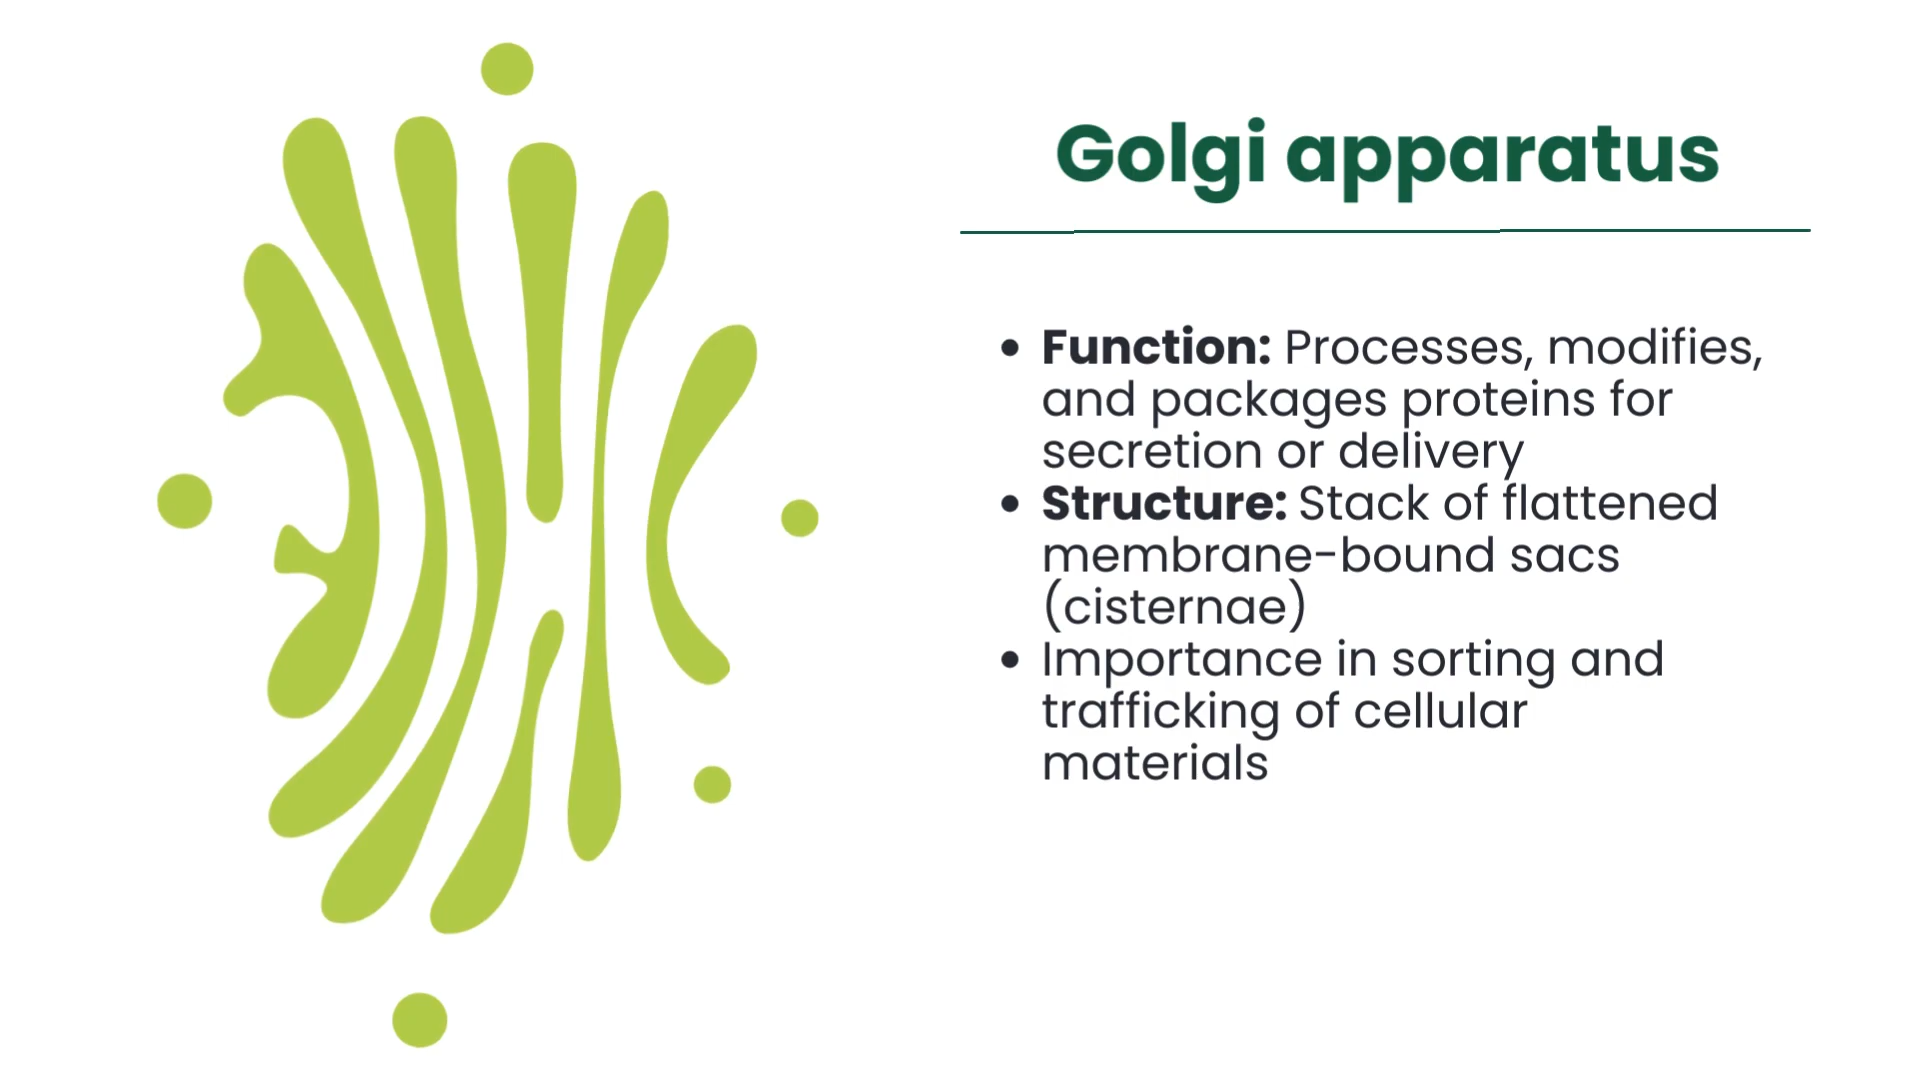 Golgi apparatus
• Function: Processes, modifies,
and packages proteins for
secretion or delivery
• Structure: Stack of flattened
membrane-bound sacs
(cisternae)
• Importance in sorting and
trafficking of cellular
materials